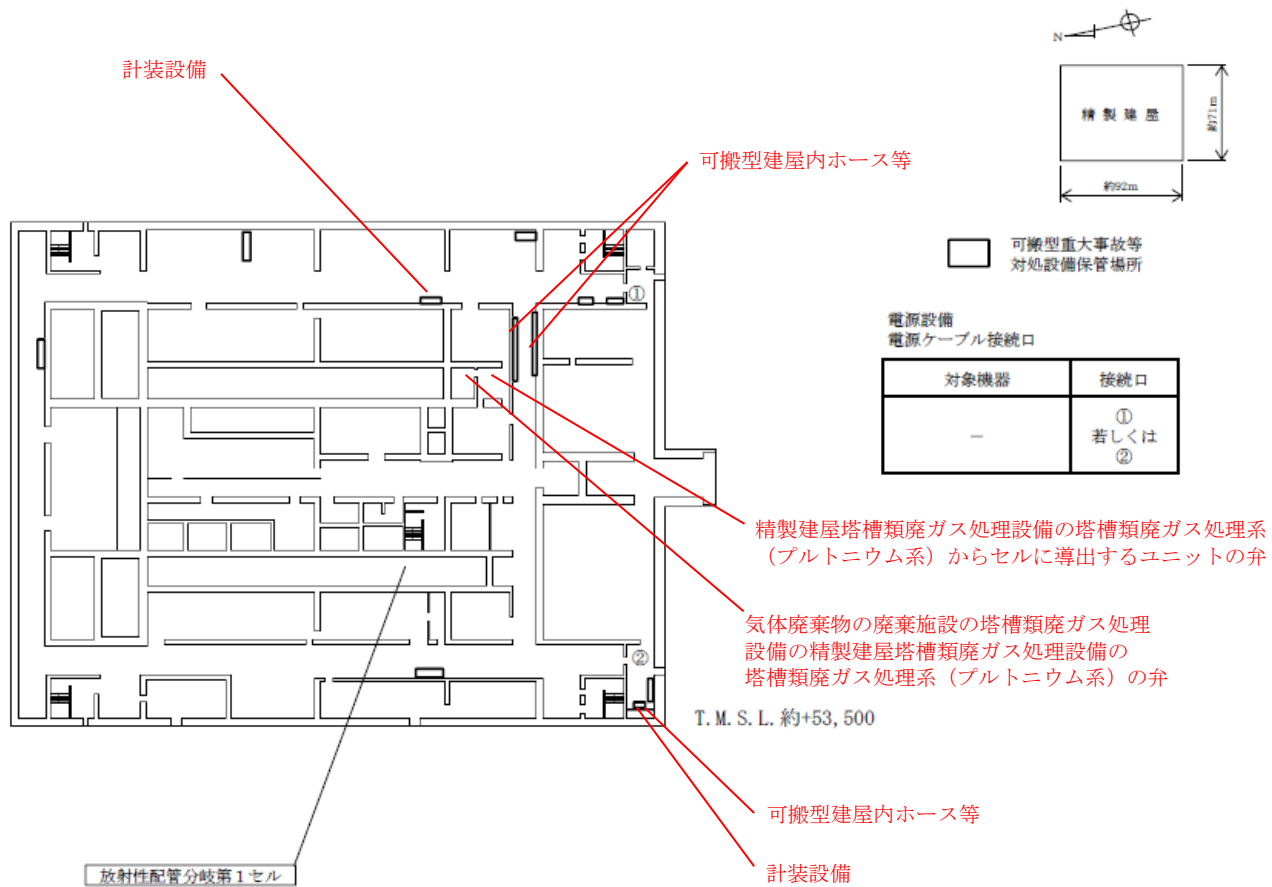 計装設備
N
精製建屋
約71m
約92m
可搬型建屋内ホース等
可搬型重大事故等
対処設備保管場所
①
電源設備
電源ケーブル接続口
対象機器 接続口
－ ①
若しくは
②
精製建屋塔槽類廃ガス処理設備の塔槽類廃ガス処理系
（プルトニウム系）からセルに導出するユニットの弁
気体廃棄物の廃棄施設の塔槽類廃ガス処理
設備の精製建屋塔槽類廃ガス処理設備の
塔槽類廃ガス処理系（プルトニウム系）の弁
②
T.M.S.L.約+53,500
可搬型建屋内ホース等
計装設備
放射性配管分岐第１セル